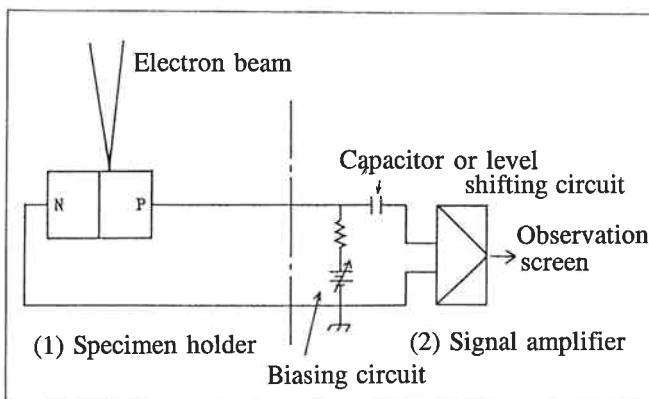 Electron beam
Capacitor or level
shifting circuit
N
P
Observation
screen
(1) Specimen holder
(2) Signal amplifier
Biasing circuit